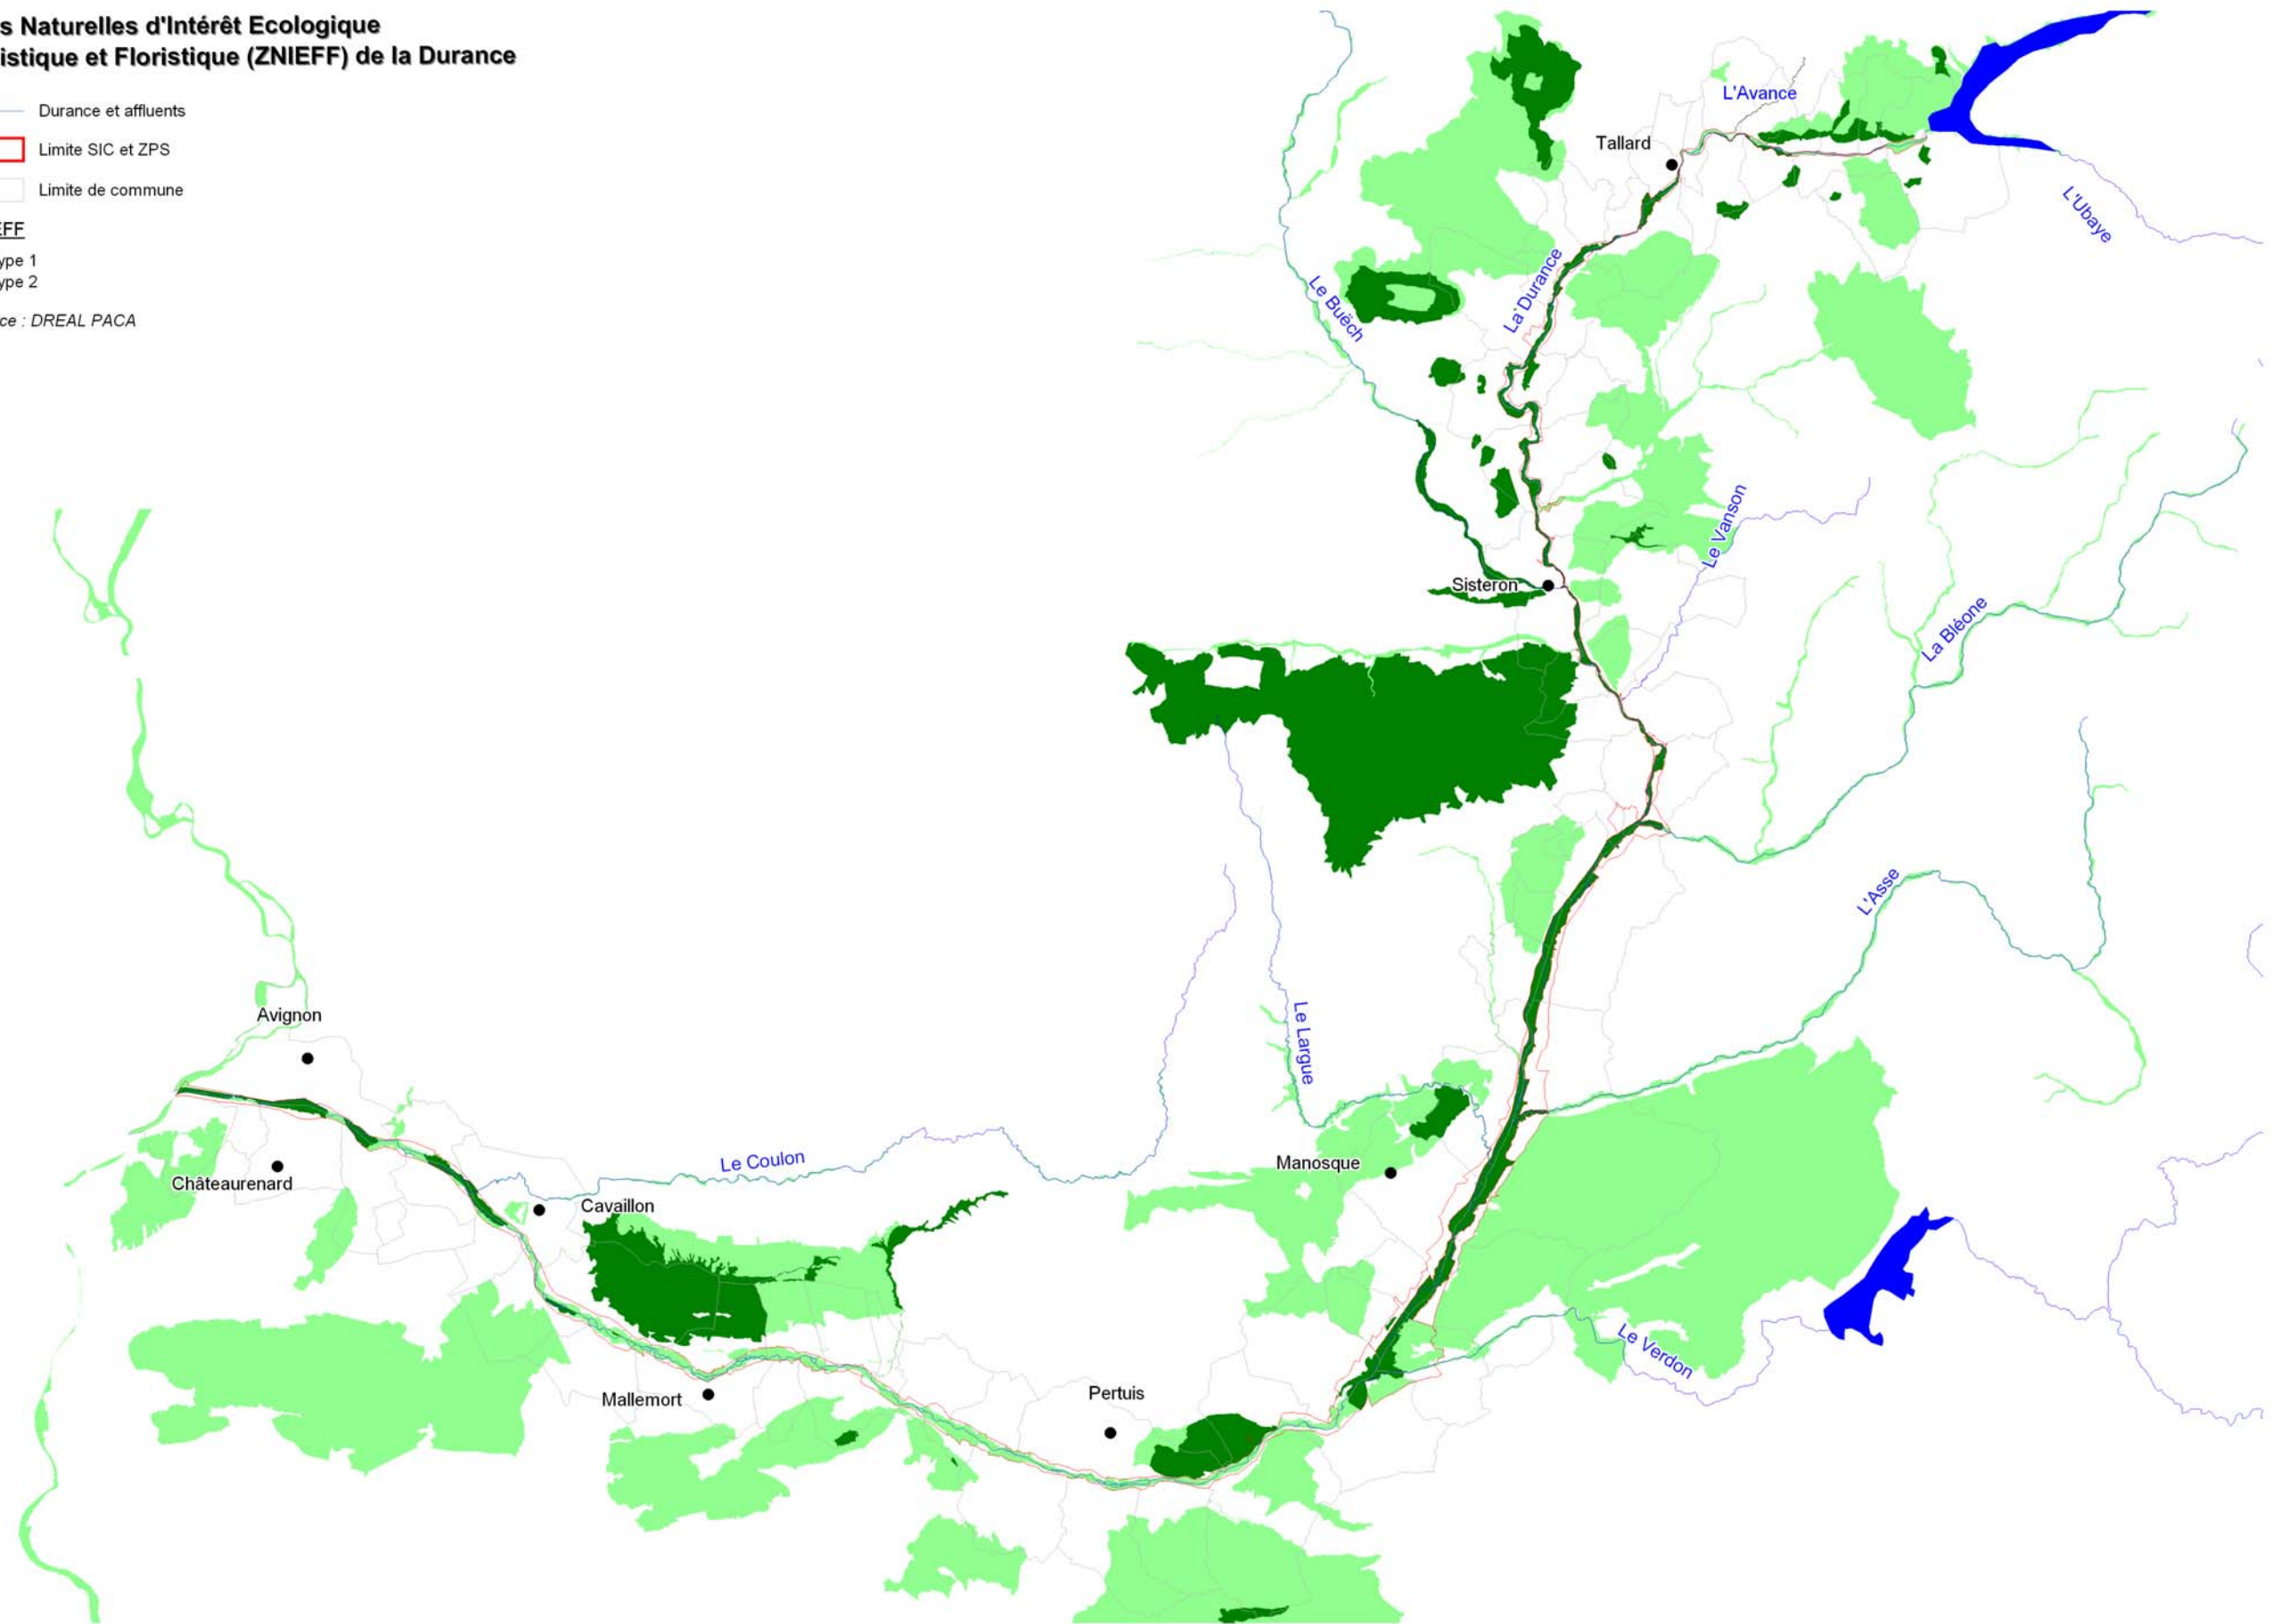 s Naturelles d'Intérêt Ecologique
istique et Floristique (ZNIEFF) de la Durance
Durance et affluents
Limite SIC et ZPS
Limite de commune
EFF
ype 1
ype 2
ce : DREAL PACA
L'Avance
Tallard
L'Ubaye
La Durance
Le Buëch
Le Vanson
Sisteron
La Bléone
L'Asse
Avignon
Le Largue
Le Coulon
Manosque
Châteaurenard
Cavaillon
Le Verdon
Mallemort
Pertuis